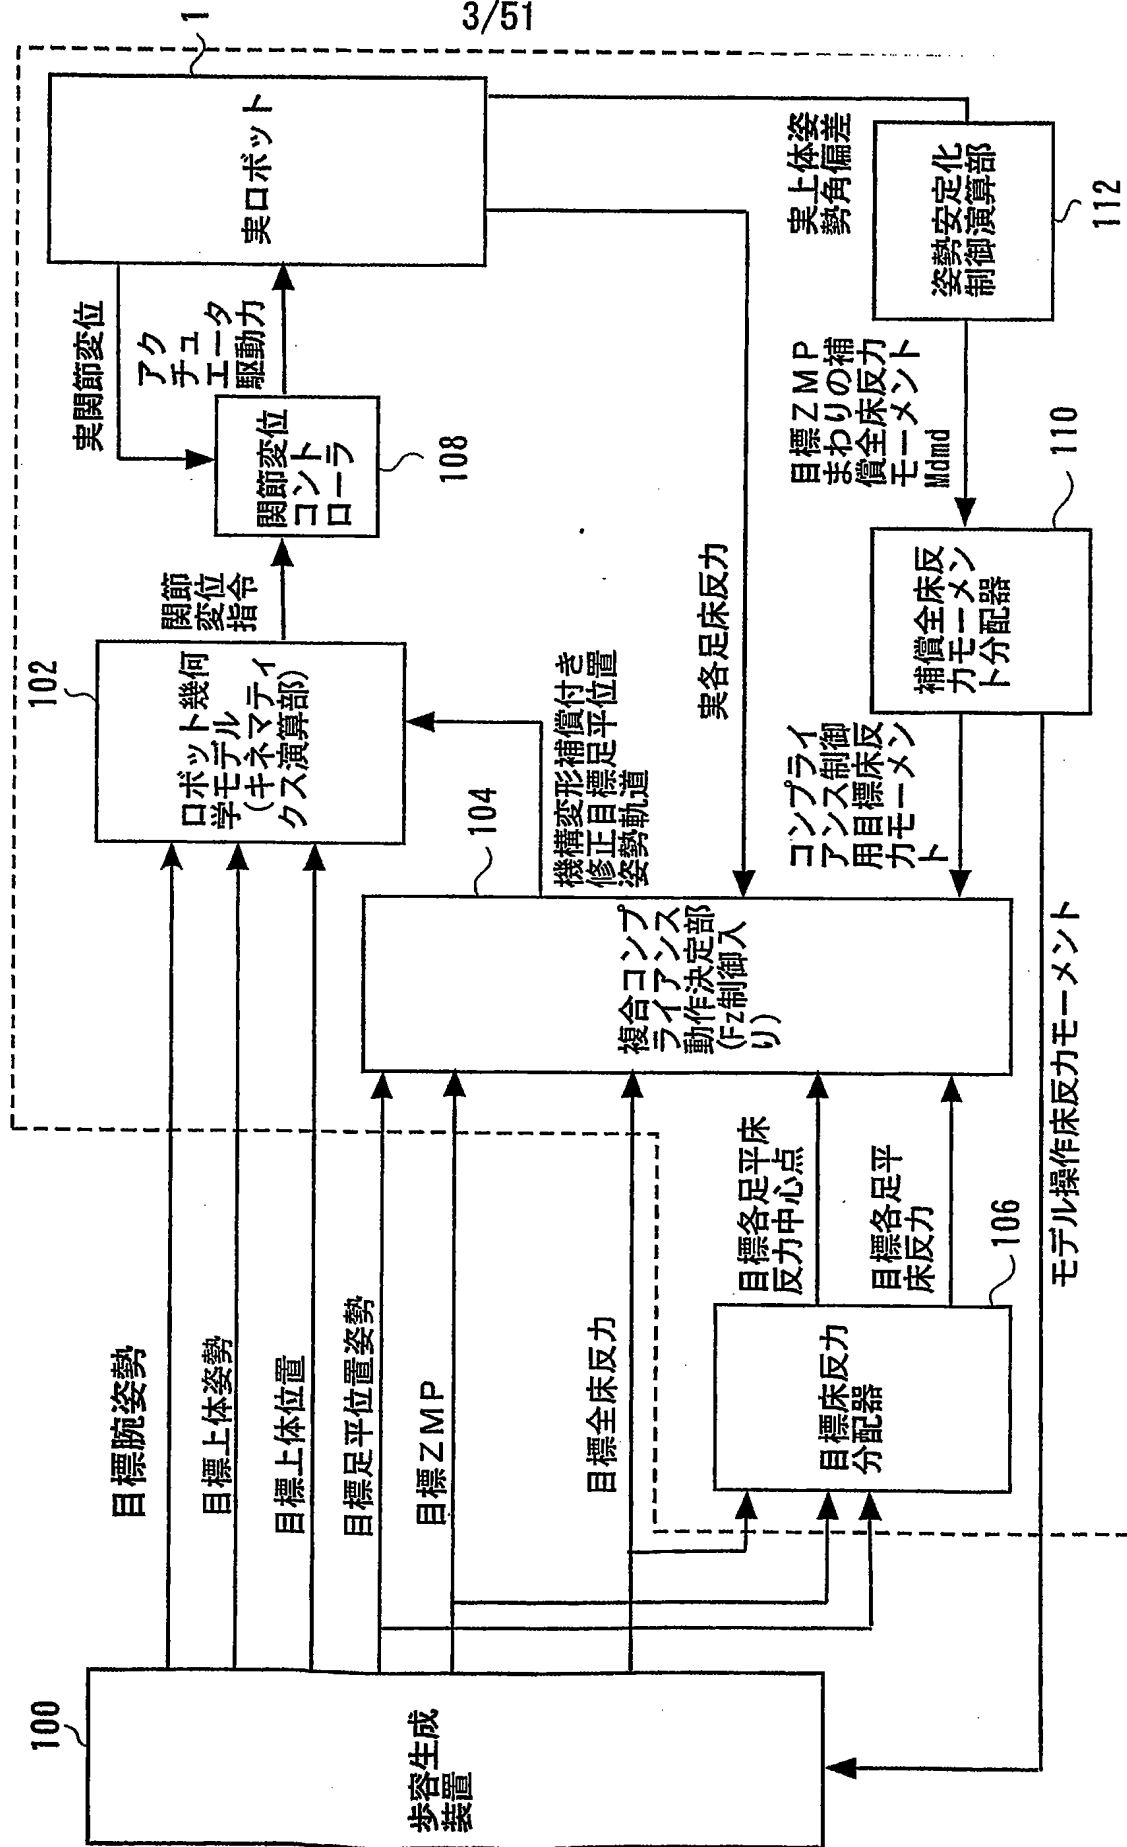 3/51
100
歩容生成
装置
目標腕姿勢
目標上体姿勢
目標上体位置
目標足平位置姿勢
目標ZMP
目標全床反力
106
目標床反力
分配器
目標各足平床
反力中心点
目標各足平
床反力
モデル操作床反力モーメント
102
ロボット幾何
学モデル
(キネマティ
クス演算部)
104
複合コンプ
ライアンス
動作決定部
(Fz制御入
り)
機構変形補償付き
修正目標足平位置
姿勢軌道
関節
変位
指令
108
関節変位
コント
ローラ
実関節変位
アク
チュ
エータ
駆動力
1
実ロボット
実各足床反力
実上体姿
勢角偏差
112
姿勢安定化
制御演算部
目標ZMP
まわりの補
償全床反力
モーメント
Mdmd
110
補償全床反
力モーメン
ト分配器
コンプライ
アンス制御
用目標床反
力モーメン
ト